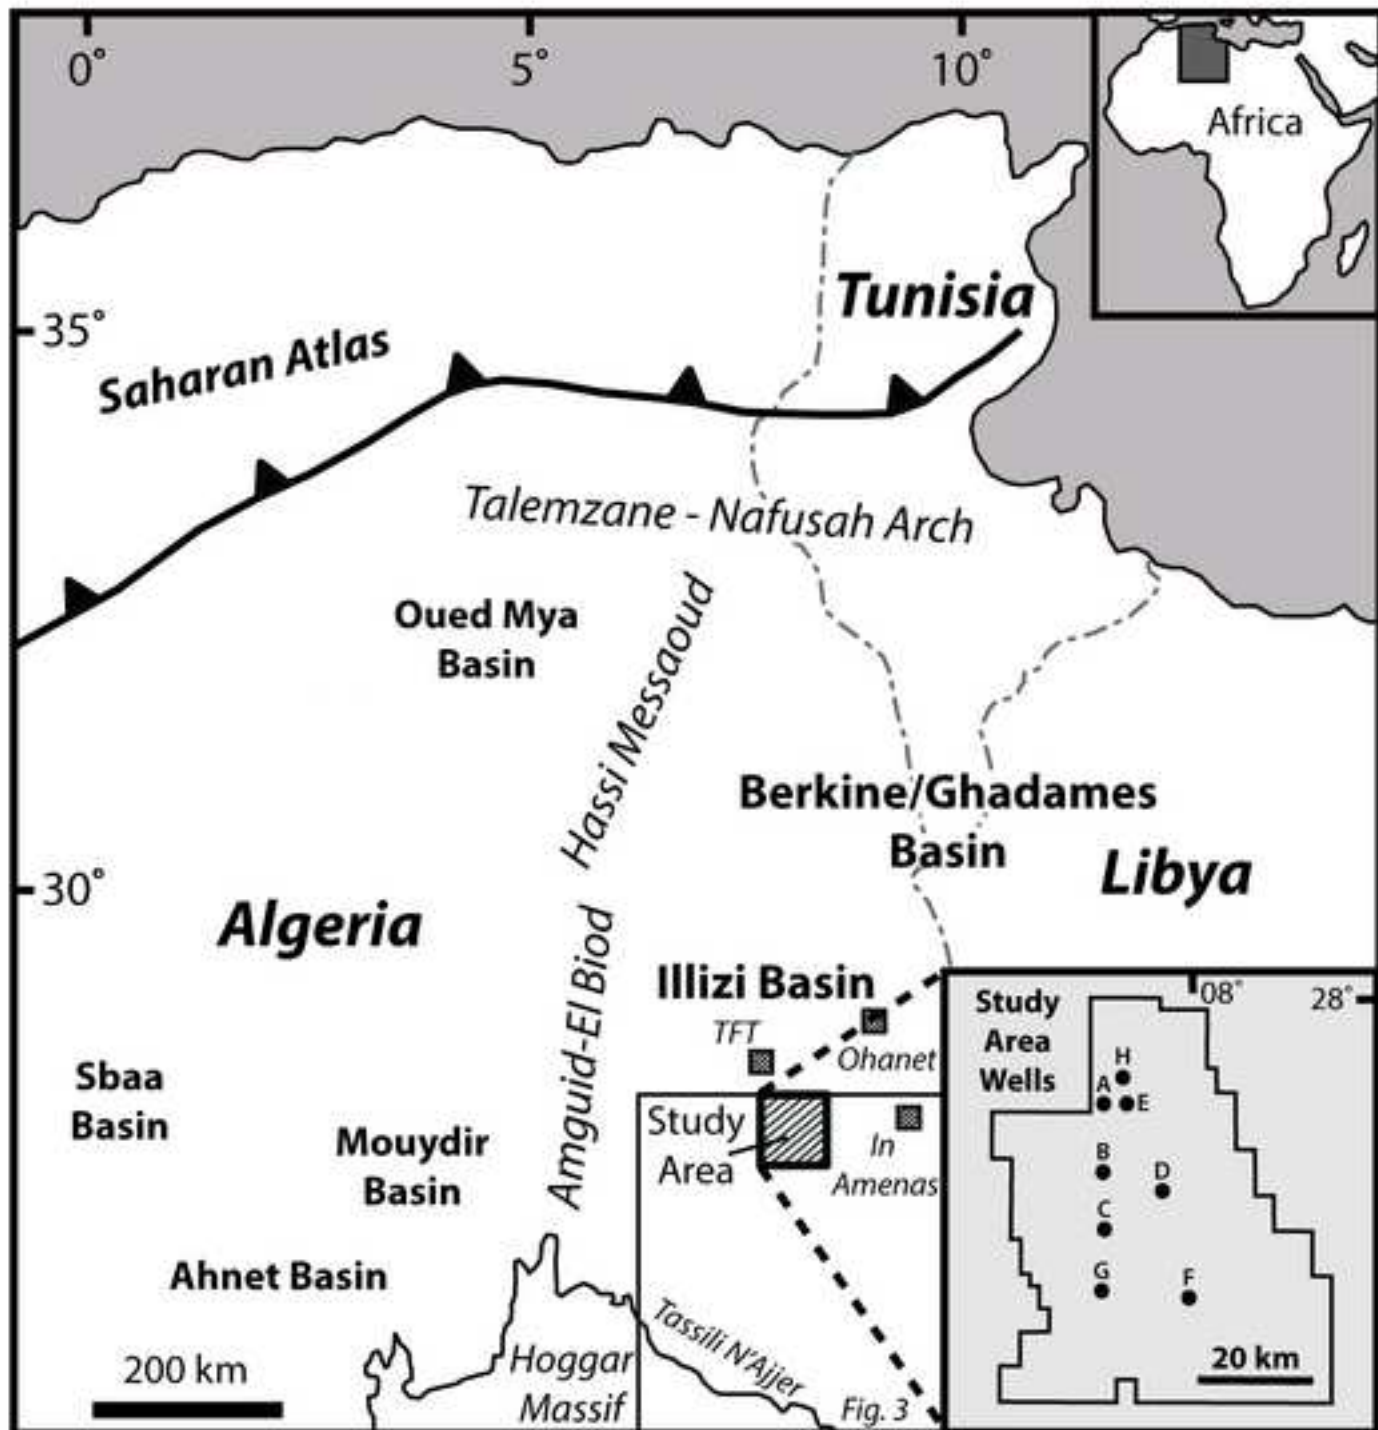 0°
5°
10°
Africa
Tunisia
35°
Saharan Atlas
Talemzane - Nafusah Arch
Oued Mya
Basin
Hassi Messaoud
Berkine/Ghadames
Basin
Libya
30°
Algeria
Amguid-El Biod
Illizi Basin
TFT
Ohanet
Study
Area
In
Amenas
Sbaa
Basin
Mouydir
Basin
Ahnet Basin
200 km
Hoggar
Massif
Tassili N'Ajjer
Fig. 3
Study
Area
Wells
08°
28°
H
A
E
B
D
C
G
F
20 km